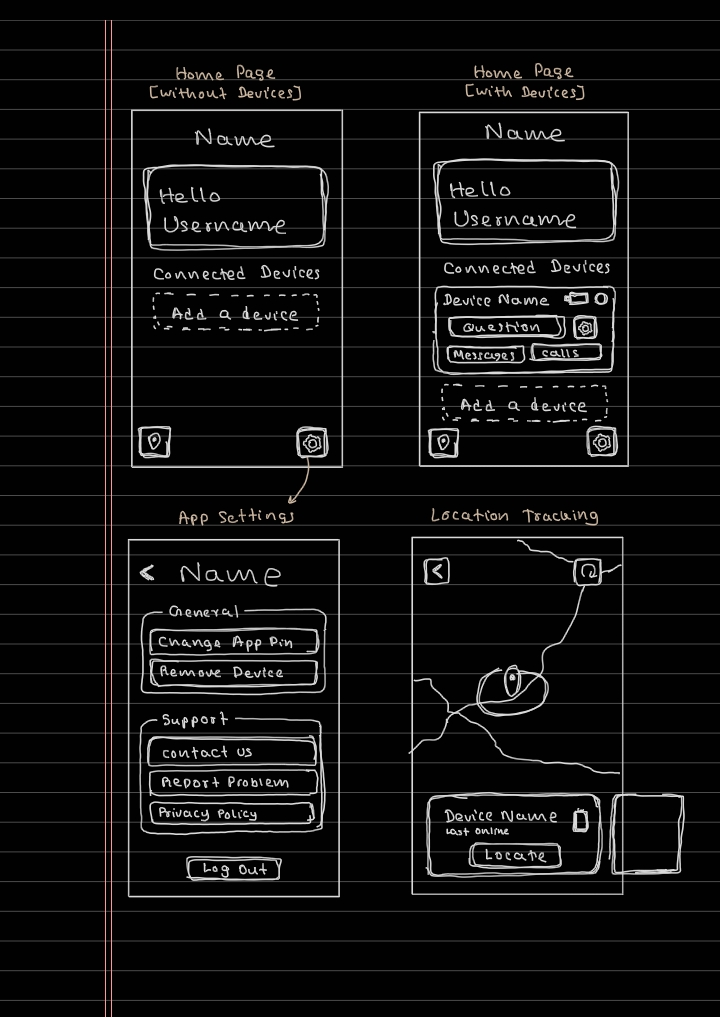 Home Page
[Without Devices]
Name
Hello
Username
Connected Devices
Add a device
Home Page
[With Devices]
Name
Hello
Username
Connected Devices
Device Name
Question
Messages
Calls
Add a device
App Settings
Name
General
Change App Pin
Remove Device
Support
Contact Us
Report Problem
Privacy Policy
Log Out
Location Tracking
Device Name
Last Online
Locate